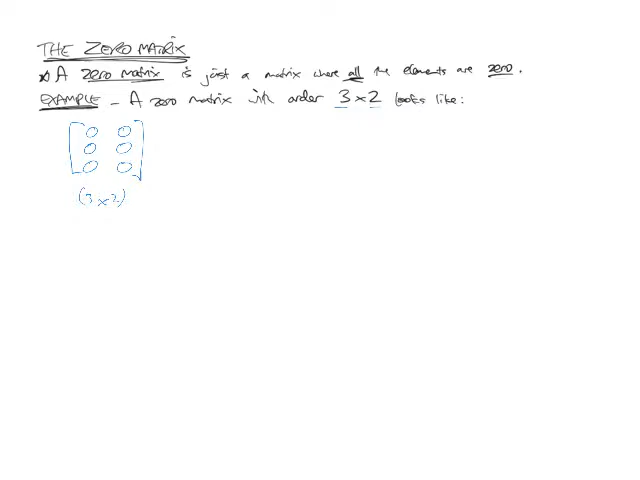 THE ZERO MATRIX
A zero matrix is just a matrix where all the elements are zero.
EXAMPLE - A zero matrix with order 3 x 2 looks like:
0 0
0 0
0 0
(3 x 2)